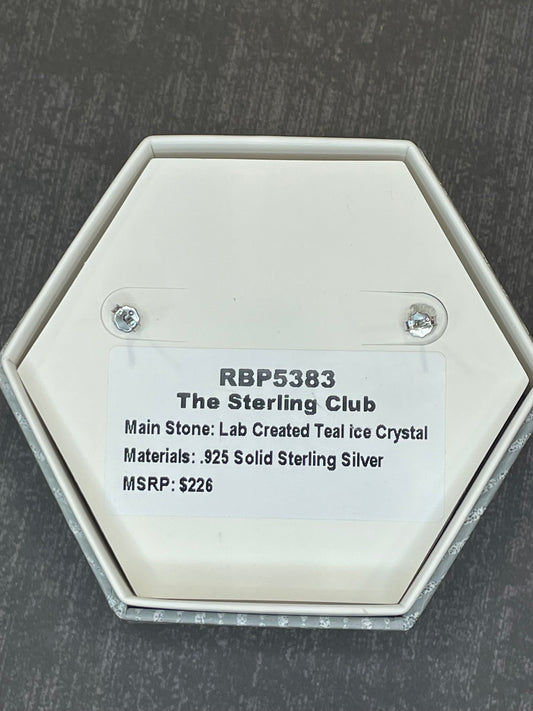 RBP5383
The Sterling Club
Main Stone: Lab Created Teal Ice Crystal
Materials: .925 Solid Sterling Silver
MSRP: $226